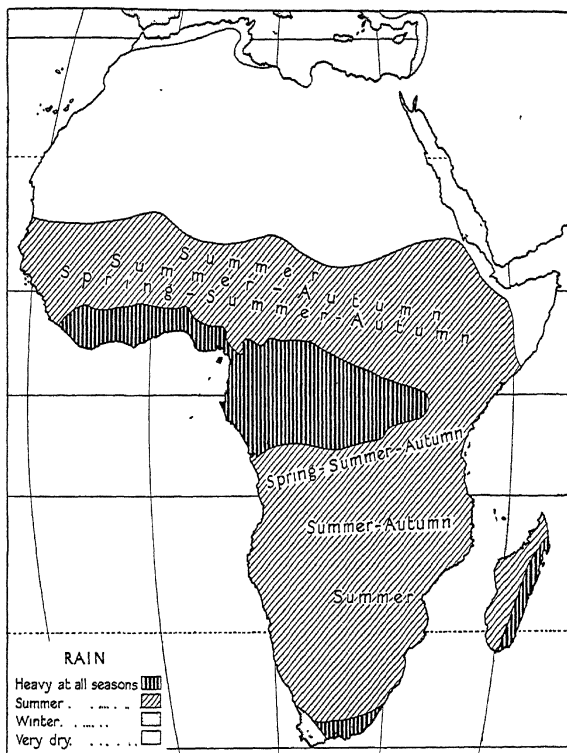 Summer
Summer-Autumn
Spring-Summer-Autumn
Spring-Summer-Autumn
Summer-Autumn
Summer
RAIN
Heavy at all seasons
Summer. . .... . .
Winter. . .. ...
Very dry. . . . . .